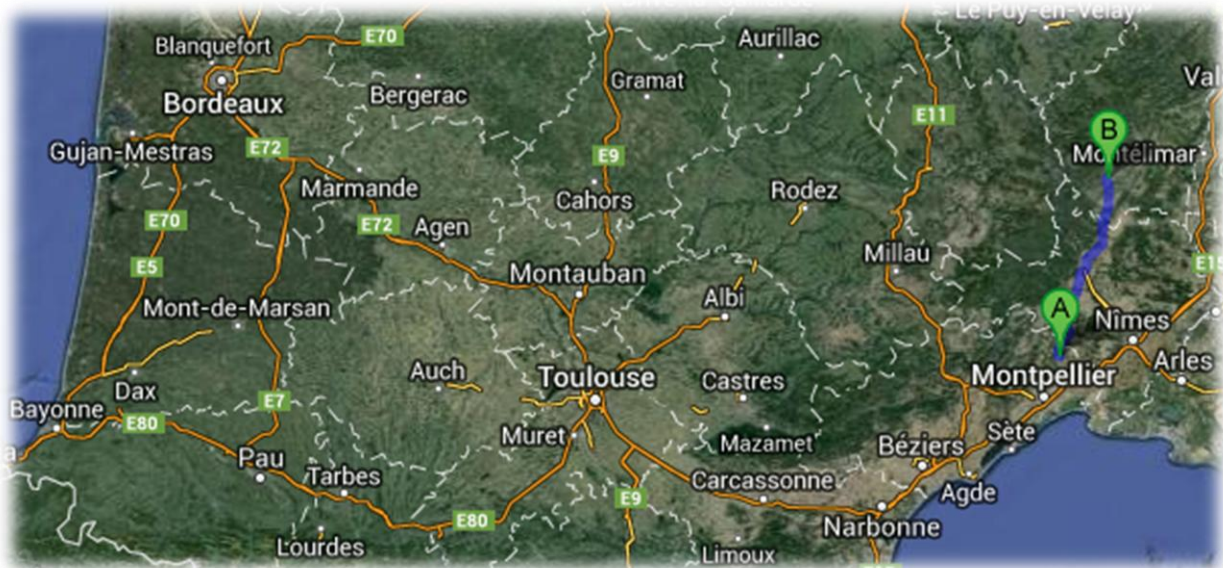 Le Puy-en-Velay
E70
Aurillac
Blanquefort
Gramat
Val
Bergerac
Bordeaux
E11
B
Gujan-Mestras
E72
E9
Montélimar
Marmande
Rodez
Cahors
E70
E72
Agen
Millau
E5
Montauban
Albi
A
Mont-de-Marsan
Nîmes
Auch
Toulouse
Castres
Montpellier
Arles
Dax
E7
Bayonne
E80
Muret
Mazamet
Béziers
Sète
Pau
Tarbes
Carcassonne
E9
Agde
E80
Narbonne
Lourdes
Limoux